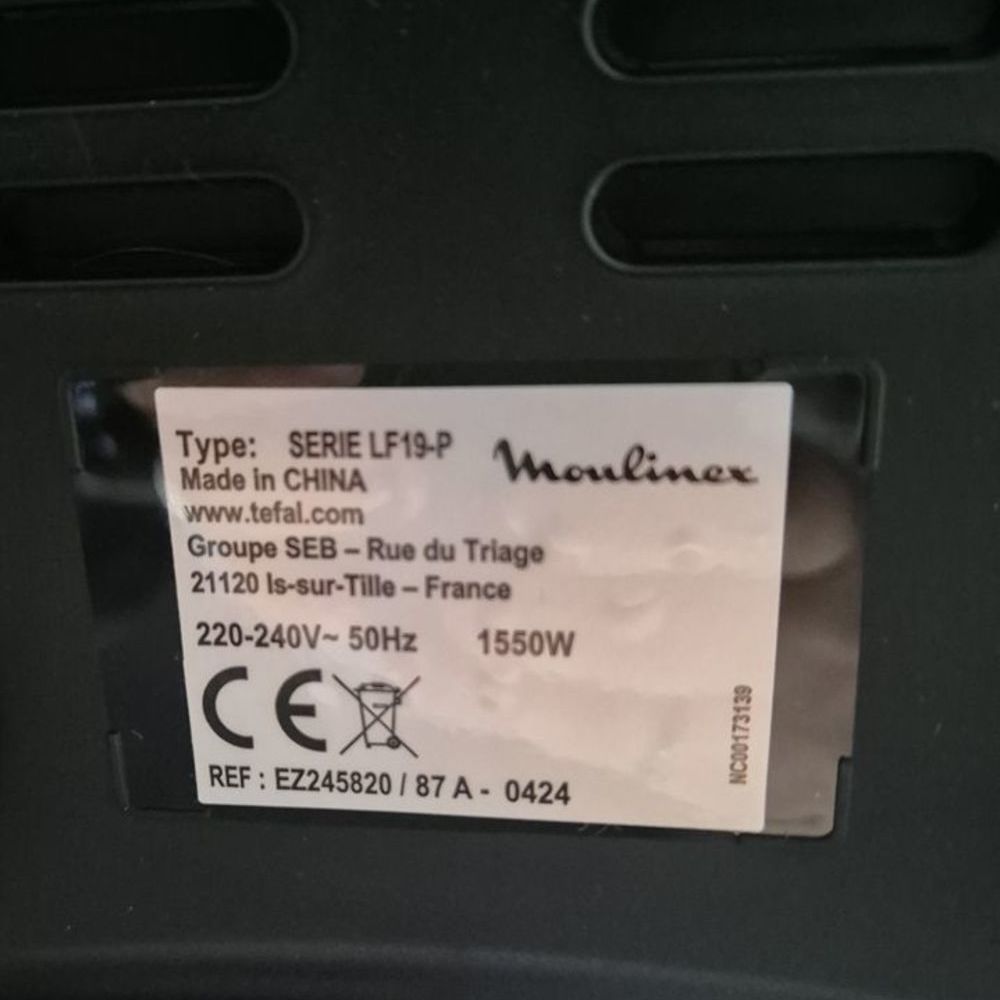 Type: SERIE LF19-P
Moulinex
Made in CHINA
www.tefal.com
Groupe SEB – Rue du Triage
21120 Is-sur-Tille – France
220-240V~ 50Hz 1550W
CE
REF : EZ245820 / 87 A - 0424
NC00173139